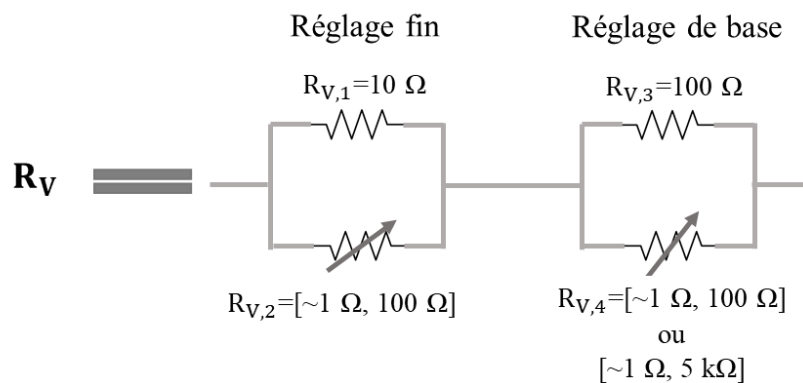 Réglage fin
Réglage de base
R_V,1=10 Ω
R_V,3=100 Ω
R_V
R_V,2=[~1 Ω, 100 Ω]
R_V,4=[~1 Ω, 100 Ω]
ou
[~1 Ω, 5 kΩ]